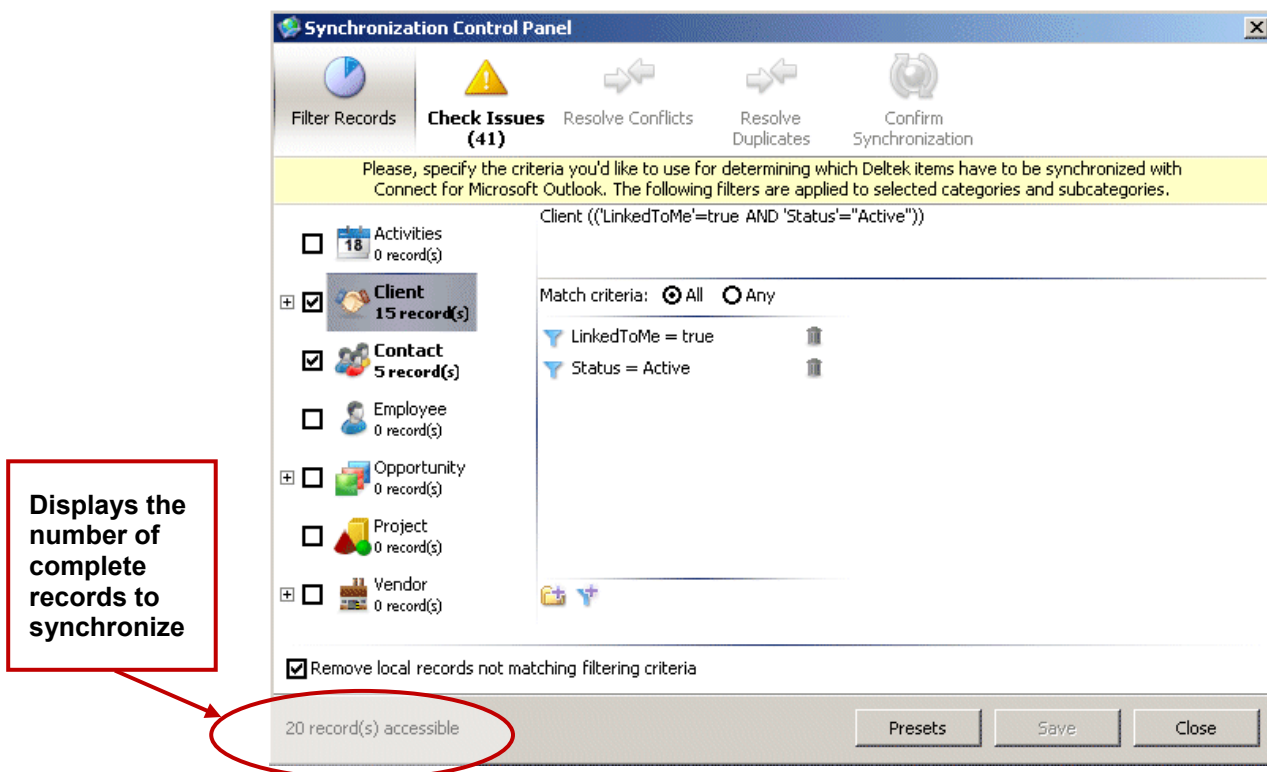 Synchronization Control Panel
Filter Records
Check Issues
(41)
Resolve Conflicts
Resolve
Duplicates
Confirm
Synchronization
Please, specify the criteria you'd like to use for determining which Deltek items have to be synchronized with
Connect for Microsoft Outlook. The following filters are applied to selected categories and subcategories.
18
Activities
0 record(s)
Client
15 record(s)
Contact
5 record(s)
Employee
0 record(s)
Opportunity
0 record(s)
Project
0 record(s)
Vendor
0 record(s)
Client (('LinkedToMe'=true AND 'Status'="Active"))
Match criteria: All Any
LinkedToMe = true
Status = Active
Remove local records not matching filtering criteria
20 record(s) accessible
Presets
Save
Close
Displays the
number of
complete
records to
synchronize